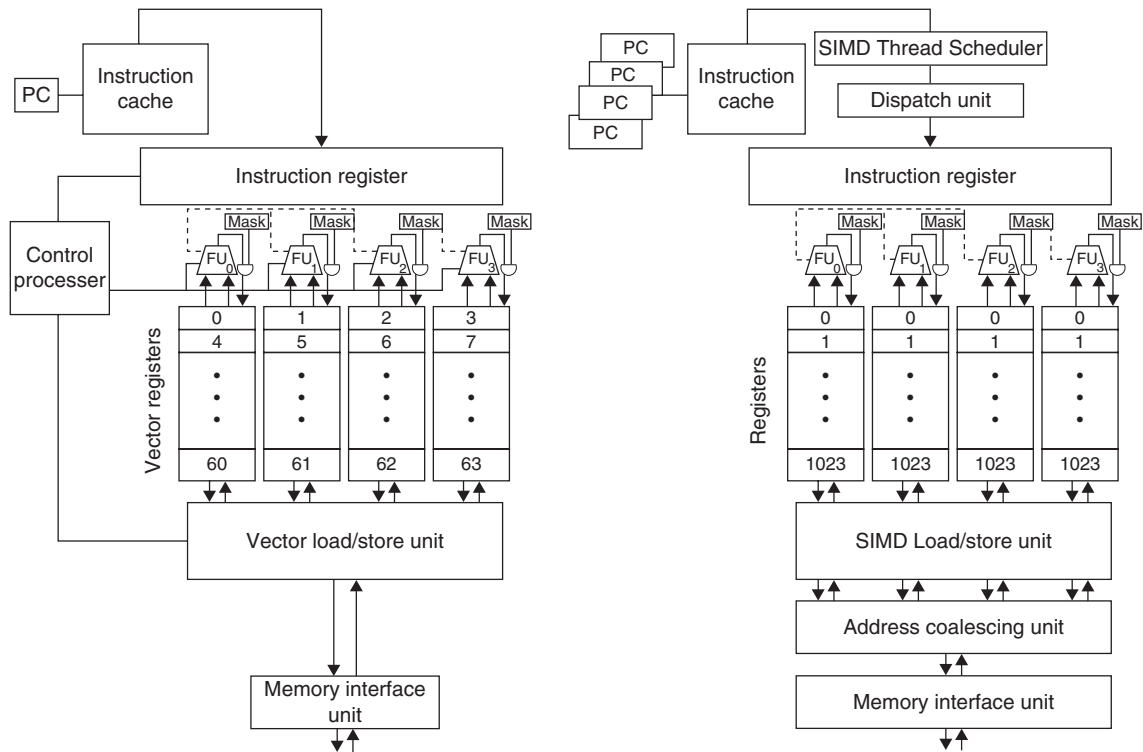 PC
Instruction
cache
Instruction register
Control
processer
Mask
Mask
Mask
Mask
FU0
FU1
FU2
FU3
Vector registers
0
1
2
3
4
5
6
7
60
61
62
63
Vector load/store unit
Memory interface
unit
PC
PC
PC
PC
Instruction
cache
SIMD Thread Scheduler
Dispatch unit
Instruction register
Mask
Mask
Mask
Mask
FU0
FU1
FU2
FU3
Registers
0
0
0
0
1
1
1
1
1023
1023
1023
1023
SIMD Load/store unit
Address coalescing unit
Memory interface unit